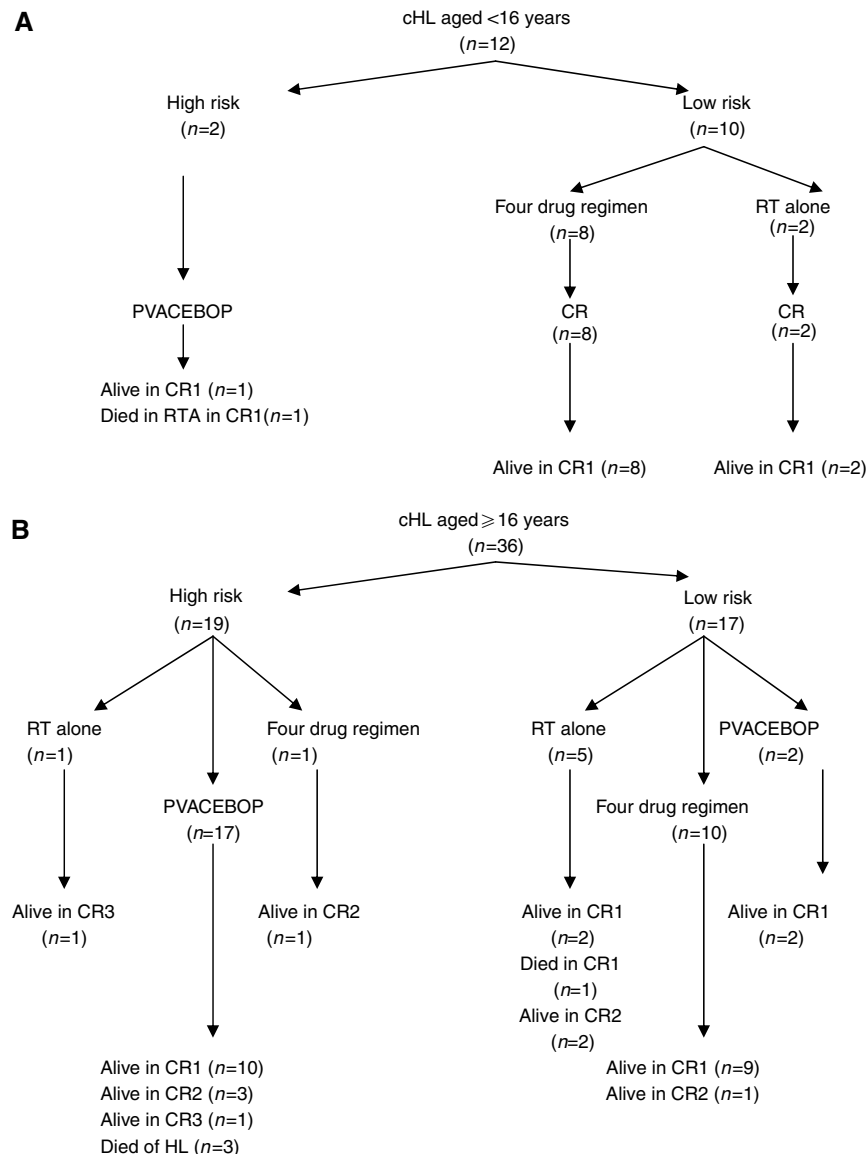 A
cHL aged <16 years
(n=12)
High risk
(n=2)
Low risk
(n=10)
Four drug regimen
(n=8)
RT alone
(n=2)
PVACEBOP
CR
(n=8)
CR
(n=2)
Alive in CR1 (n=1)
Died in RTA in CR1(n=1)
Alive in CR1 (n=8)
Alive in CR1 (n=2)
B
cHL aged ⩾ 16 years
(n=36)
High risk
(n=19)
Low risk
(n=17)
RT alone
(n=1)
Four drug regimen
(n=1)
PVACEBOP
(n=17)
RT alone
(n=5)
PVACEBOP
(n=2)
Four drug regimen
(n=10)
Alive in CR3
(n=1)
Alive in CR2
(n=1)
Alive in CR1
(n=2)
Died in CR1
(n=1)
Alive in CR2
(n=2)
Alive in CR1
(n=2)
Alive in CR1 (n=10)
Alive in CR2 (n=3)
Alive in CR3 (n=1)
Died of HL (n=3)
Alive in CR1 (n=9)
Alive in CR2 (n=1)